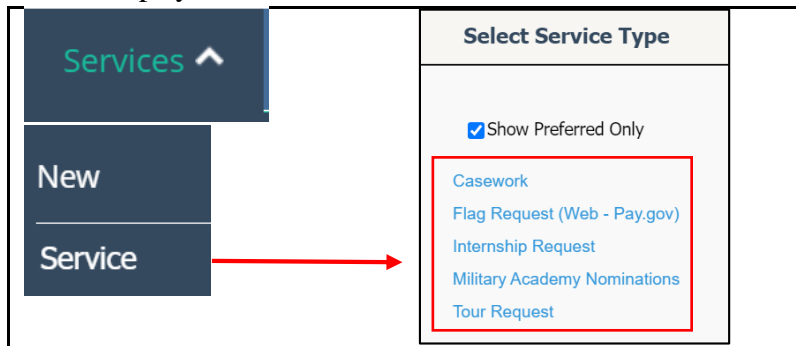 Services
New
Service
Select Service Type
Show Preferred Only
Casework
Flag Request (Web - Pay.gov)
Internship Request
Military Academy Nominations
Tour Request